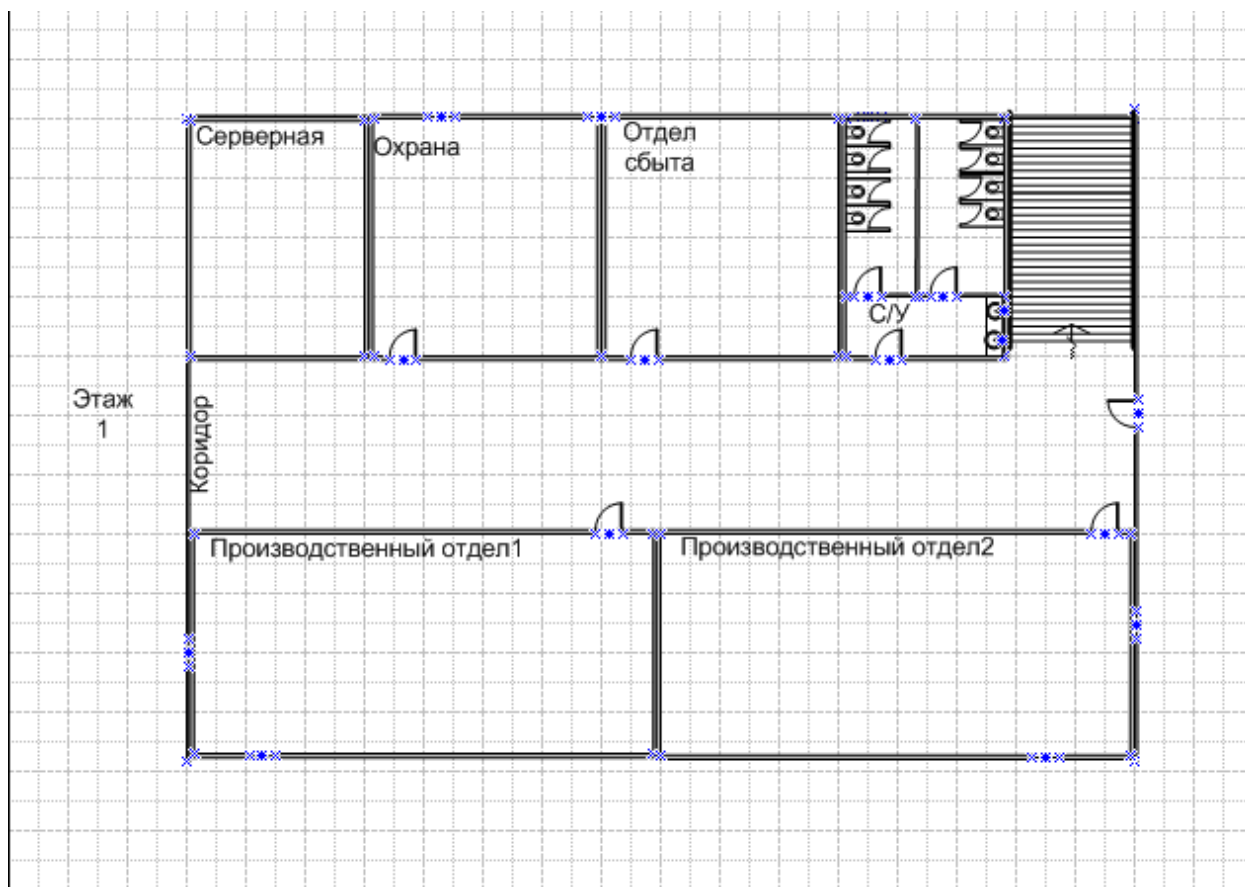 Серверная
Охрана
Отдел
сбыта
С/У
Этаж
1
Коридор
Производственный отдел1
Производственный отдел2